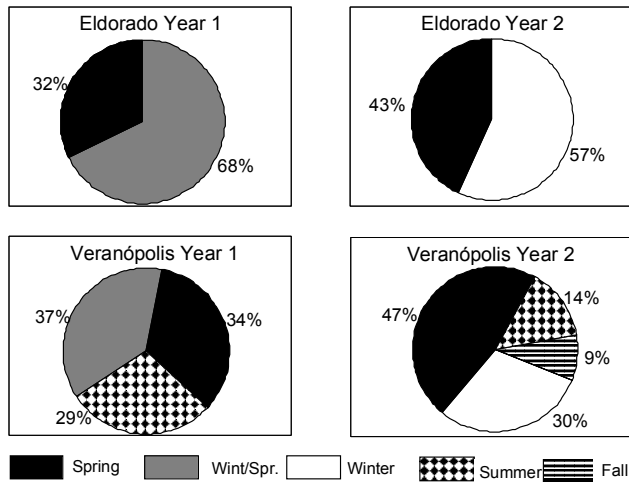 Eldorado Year 1
32%
68%
Eldorado Year 2
43%
57%
Veranópolis Year 1
37%
34%
29%
Veranópolis Year 2
47%
14%
9%
30%
Spring
Wint/Spr.
Winter
Summer
Fall